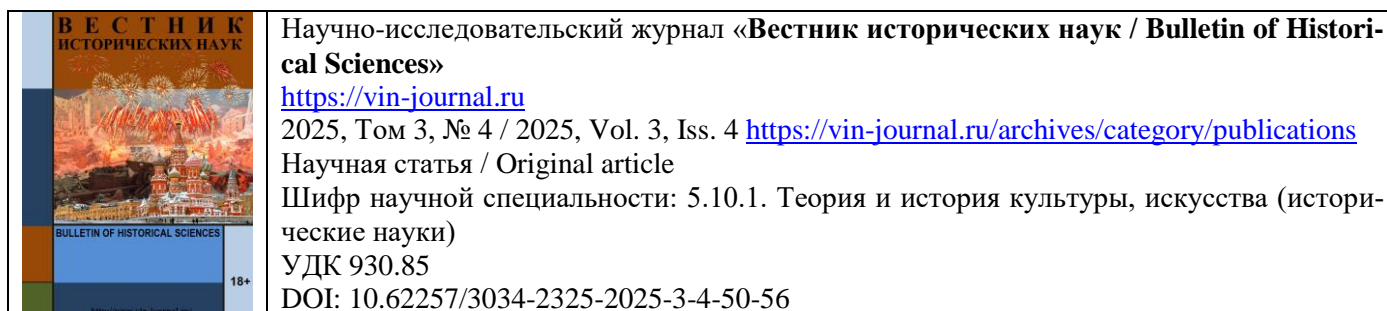 ВЕСТНИК
ИСТОРИЧЕСКИХ НАУК
BULLETIN OF HISTORICAL SCIENCES
18+
Научно-исследовательский журнал «Вестник исторических наук / Bulletin of Histori-
cal Sciences»
https://vin-journal.ru
2025, Том 3, № 4 / 2025, Vol. 3, Iss. 4 https://vin-journal.ru/archives/category/publications
Научная статья / Original article
Шифр научной специальности: 5.10.1. Теория и история культуры, искусства (истори-
ческие науки)
УДК 930.85
DOI: 10.62257/3034-2325-2025-3-4-50-56